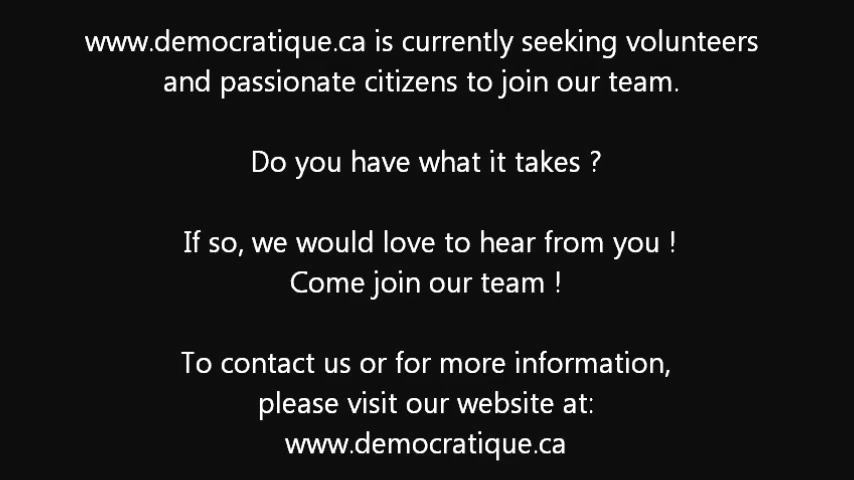 www.democratique.ca is currently seeking volunteers
and passionate citizens to join our team.
Do you have what it takes ?
If so, we would love to hear from you !
Come join our team !
To contact us or for more information,
please visit our website at:
www.democratique.ca